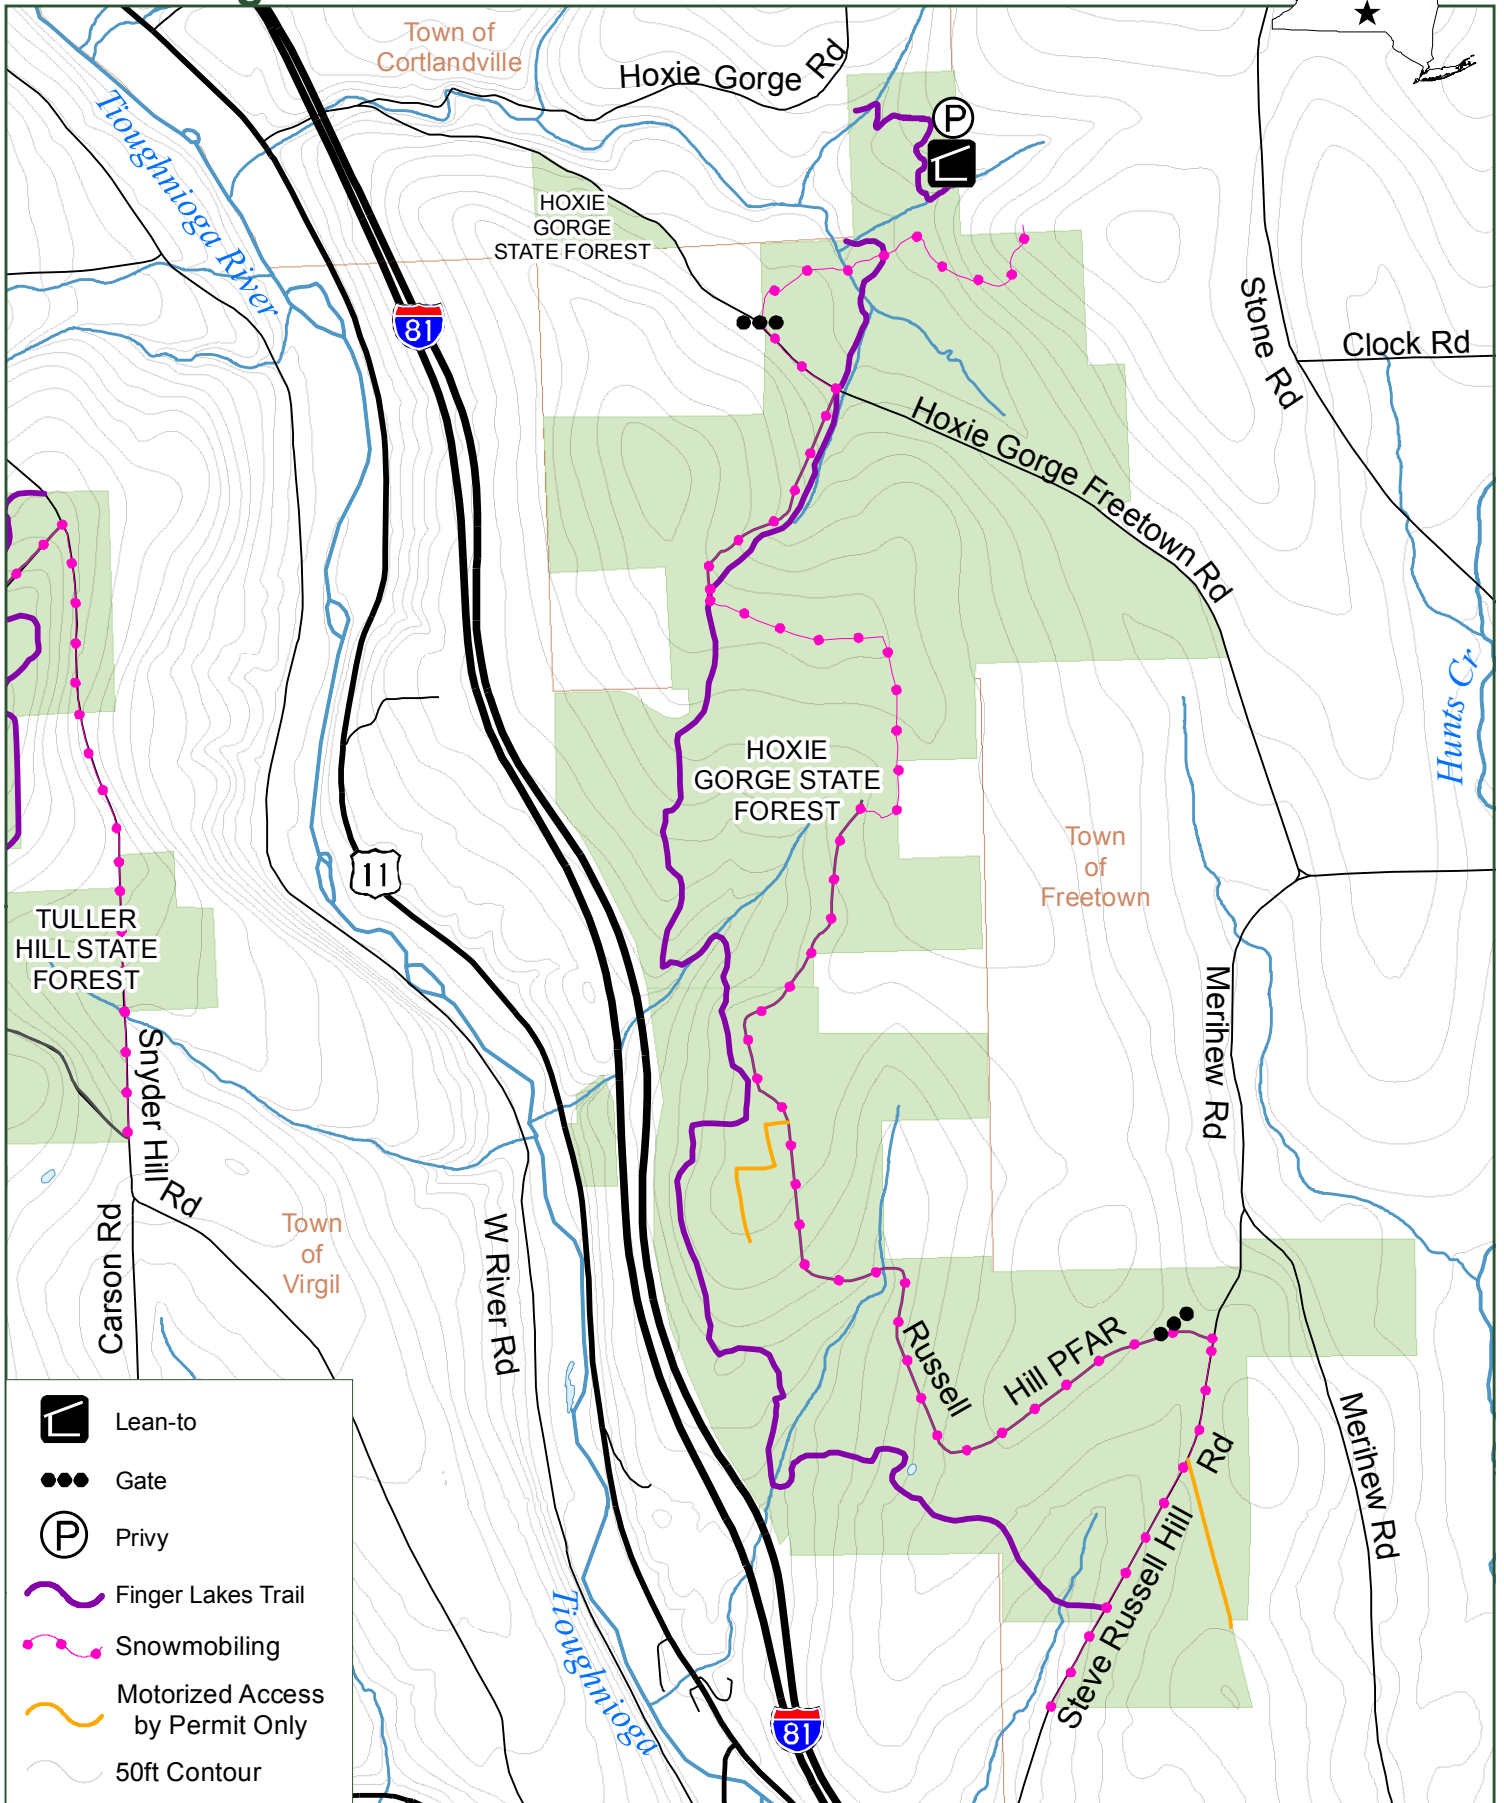 Town of
Cortlandville
Hoxie Gorge Rd
P
Tioughnioga River
HOXIE
GORGE
STATE FOREST
81
Stone Rd
Clock Rd
Hoxie Gorge Freetown Rd
Hunts Cr
HOXIE
GORGE STATE
FOREST
Town
of
Freetown
11
TULLER
HILL STATE
FOREST
Merihew Rd
Snyder Hill Rd
Carson Rd
Town
of
Virgil
W River Rd
Russell Hill PFAR
Merihew Rd
Steve Russell Hill Rd
Tioughnioga
81
Lean-to
Gate
P Privy
Finger Lakes Trail
Snowmobiling
Motorized Access
by Permit Only
50ft Contour